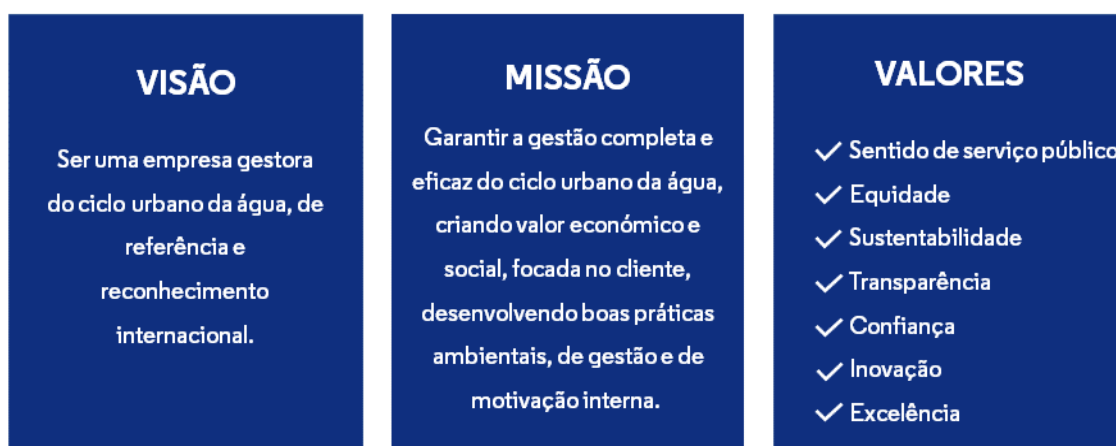 VISÃO
Ser uma empresa gestora
do ciclo urbano da água, de
referência e
reconhecimento
internacional.
MISSÃO
Garantir a gestão completa e
eficaz do ciclo urbano da água,
criando valor económico e
social, focada no cliente,
desenvolvendo boas práticas
ambientais, de gestão e de
motivação interna.
VALORES
✓ Sentido de serviço público
✓ Equidade
✓ Sustentabilidade
✓ Transparência
✓ Confiança
✓ Inovação
✓ Excelência